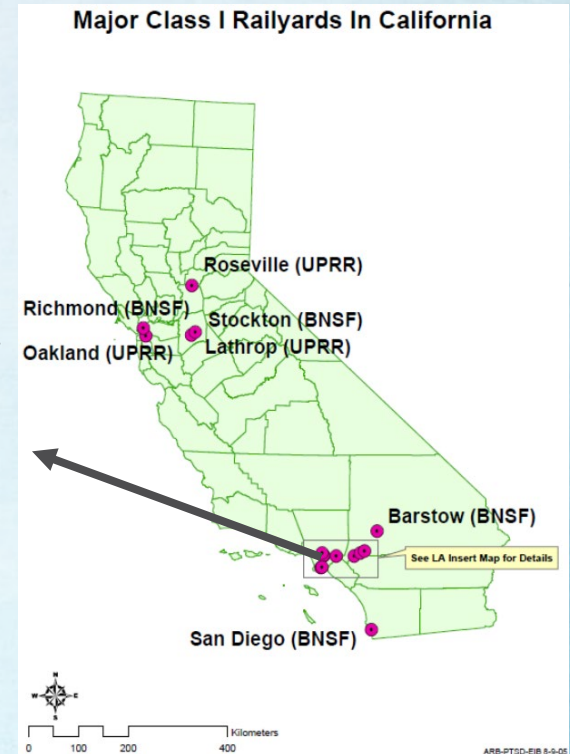 Major Class I Railyards In California
Roseville (UPRR)
Richmond (BNSF)
Stockton (BNSF)
Oakland (UPRR)
Lathrop (UPRR)
Barstow (BNSF)
See LA Insert Map for Details
San Diego (BNSF)
N
W
E
S
Kilometers
0 100 200 400
ARB-PTSD-EIB 8-9-05